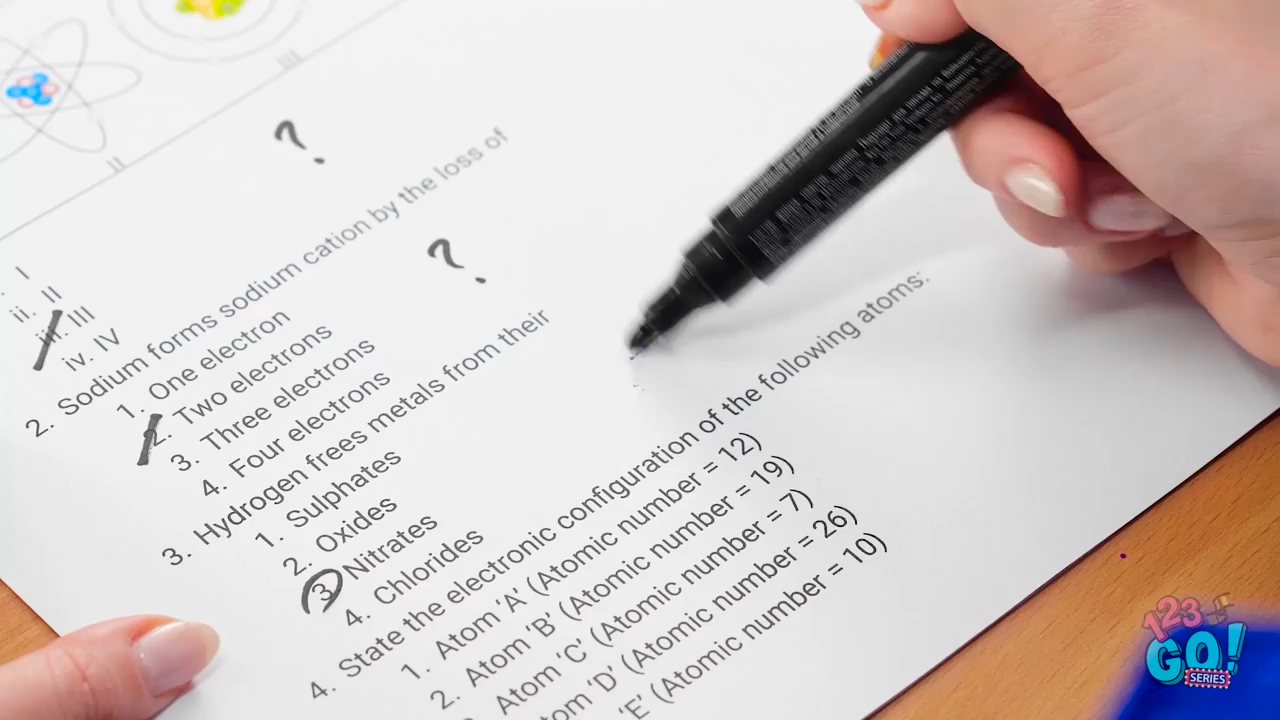 III
II
?
. I
ii. II
iii. III
iv. IV
2. Sodium forms sodium cation by the loss of
?
1. One electron
2. Two electrons
3. Three electrons
4. Four electrons
3. Hydrogen frees metals from their
1. Sulphates
2. Oxides
3 Nitrates
4. Chlorides
4. State the electronic configuration of the following atoms:
1. Atom 'A' (Atomic number = 12)
2. Atom 'B' (Atomic number = 19)
Atom 'C' (Atomic number = 7)
'D' (Atomic number = 26)
'E' (Atomic number = 10)
123
GO!
SERIES